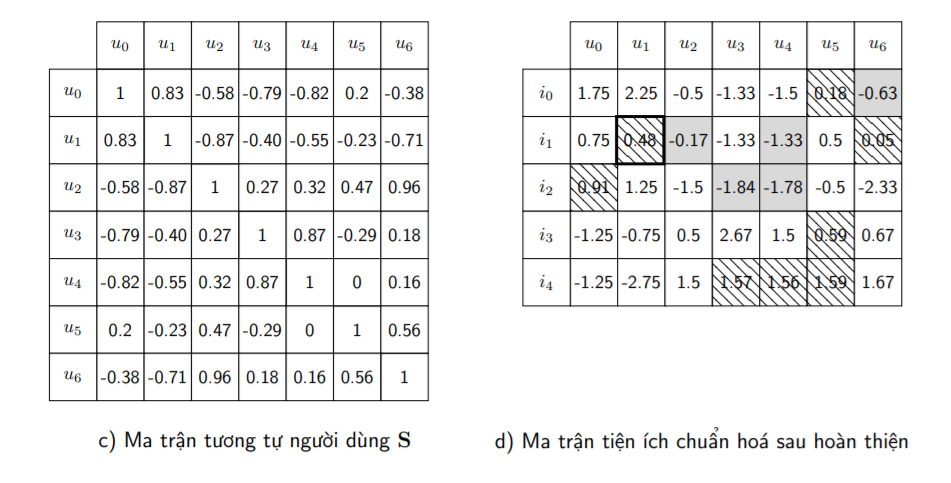 u0 u1 u2 u3 u4 u5 u6
u0 1 0.83 -0.58 -0.79 -0.82 0.2 -0.38
u1 0.83 1 -0.87 -0.40 -0.55 -0.23 -0.71
u2 -0.58 -0.87 1 0.27 0.32 0.47 0.96
u3 -0.79 -0.40 0.27 1 0.87 -0.29 0.18
u4 -0.82 -0.55 0.32 0.87 1 0 0.16
u5 0.2 -0.23 0.47 -0.29 0 1 0.56
u6 -0.38 -0.71 0.96 0.18 0.16 0.56 1
c) Ma trận tương tự người dùng S
u0 u1 u2 u3 u4 u5 u6
i0 1.75 2.25 -0.5 -1.33 -1.5 0.18 -0.63
i1 0.75 0.48 -0.17 -1.33 -1.33 0.5 0.05
i2 0.91 1.25 -1.5 -1.84 -1.78 -0.5 -2.33
i3 -1.25 -0.75 0.5 2.67 1.5 0.59 0.67
i4 -1.25 -2.75 1.5 1.57 1.56 1.59 1.67
d) Ma trận tiện ích chuẩn hoá sau hoàn thiện